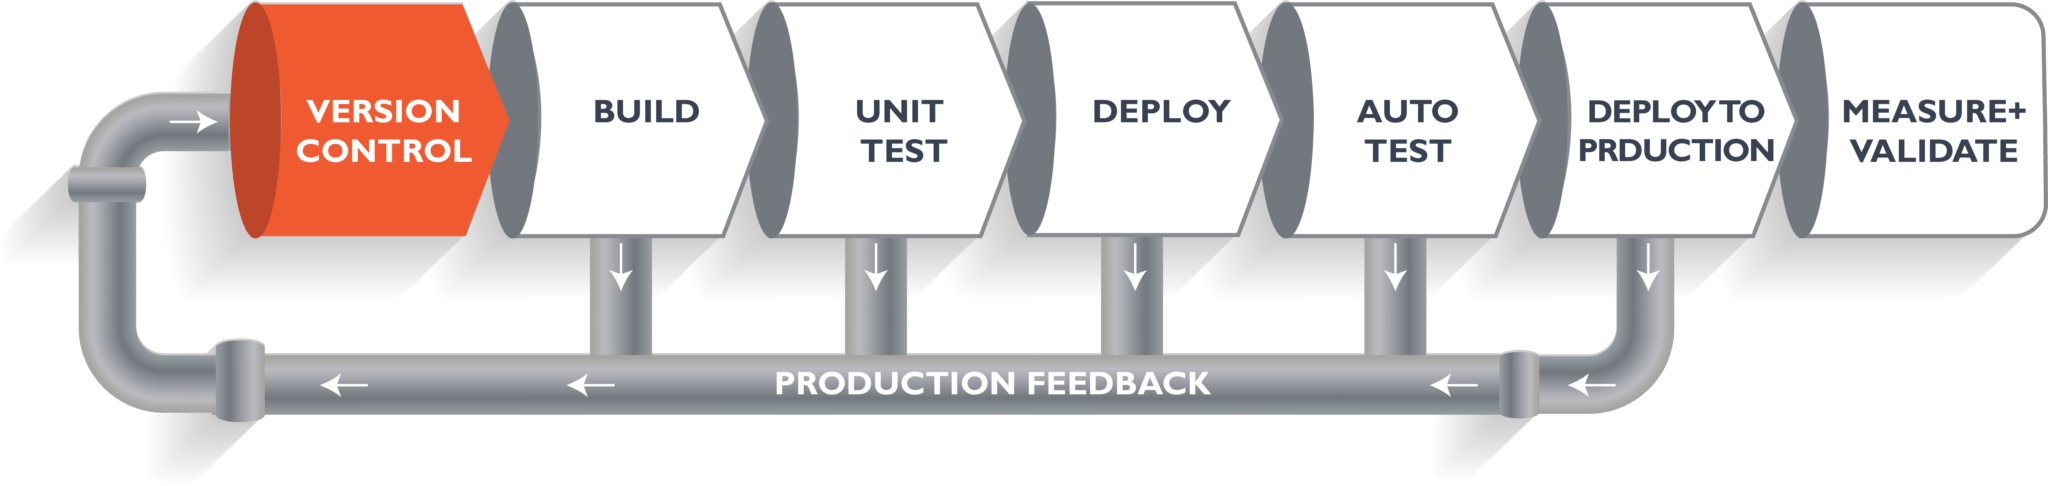 VERSION
CONTROL
BUILD
UNIT
TEST
DEPLOY
AUTO
TEST
DEPLOY TO
PRDUCTION
MEASURE+
VALIDATE
PRODUCTION FEEDBACK